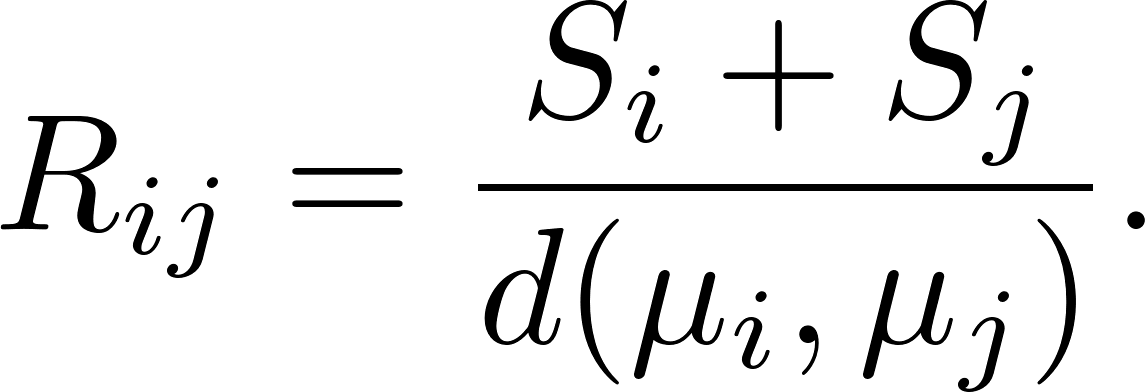 R_{ij} = \frac{S_i + S_j}{d(\mu_i, \mu_j)}.